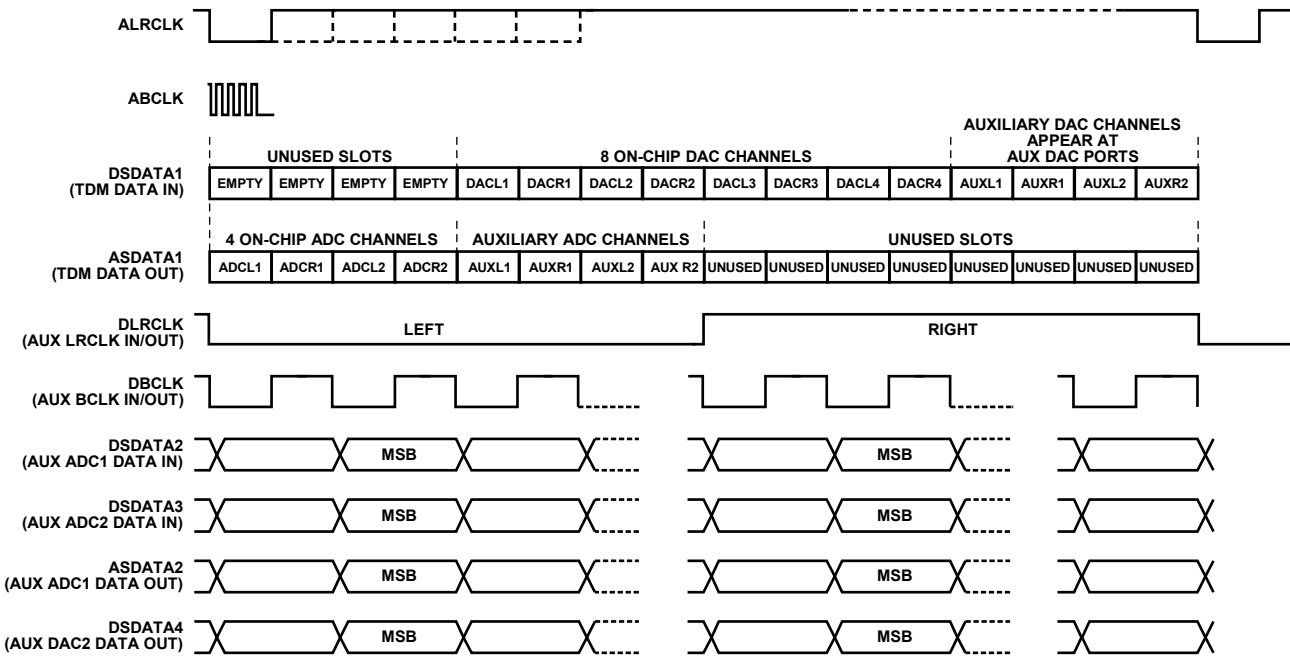 ALRCLK
ABCLK
AUXILIARY DAC CHANNELS
APPEAR AT
AUX DAC PORTS
UNUSED SLOTS
8 ON-CHIP DAC CHANNELS
DSDATA1
(TDM DATA IN)
EMPTY EMPTY EMPTY EMPTY DACL1 DACR1 DACL2 DACR2 DACL3 DACR3 DACL4 DACR4 AUXL1 AUXR1 AUXL2 AUXR2
4 ON-CHIP ADC CHANNELS
AUXILIARY ADC CHANNELS
UNUSED SLOTS
ASDATA1
(TDM DATA OUT)
ADCL1 ADCR1 ADCL2 ADCR2 AUXL1 AUXR1 AUXL2 AUX R2 UNUSED UNUSED UNUSED UNUSED UNUSED UNUSED UNUSED UNUSED
DLRCLK
(AUX LRCLK IN/OUT)
LEFT
RIGHT
DBCLK
(AUX BCLK IN/OUT)
DSDATA2
(AUX ADC1 DATA IN)
MSB
MSB
DSDATA3
(AUX ADC2 DATA IN)
MSB
MSB
ASDATA2
(AUX ADC1 DATA OUT)
MSB
MSB
DSDATA4
(AUX DAC2 DATA OUT)
MSB
MSB